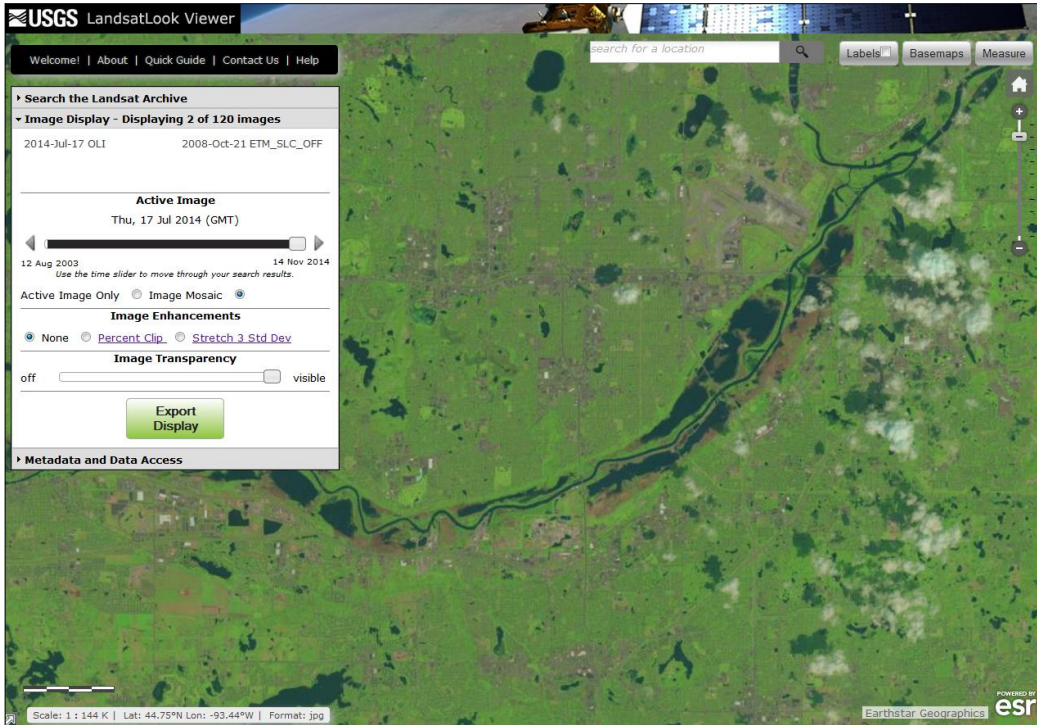 USGS LandsatLook Viewer
Welcome! | About | Quick Guide | Contact Us | Help
search for a location
Labels Basemaps Measure
Search the Landsat Archive
Image Display - Displaying 2 of 120 images
2014-Jul-17 OLI 2008-Oct-21 ETM_SLC_OFF
Active Image
Thu, 17 Jul 2014 (GMT)
12 Aug 2003 14 Nov 2014
Use the time slider to move through your search results.
Active Image Only Image Mosaic
Image Enhancements
None Percent Clip Stretch 3 Std Dev
Image Transparency
off visible
Export
Display
Metadata and Data Access
Scale: 1 : 144 K | Lat: 44.75°N Lon: -93.44°W | Format: jpg
Earthstar Geographics
POWERED BY
esri